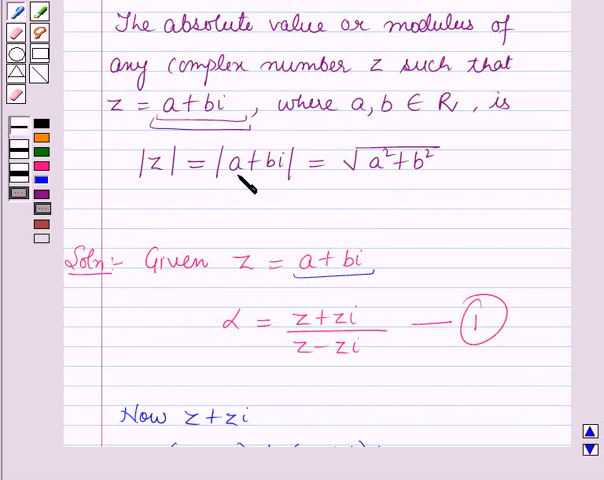 The absolute value or modulus of
any complex number z such that
z = a+bi , where a, b ∈ R, is
|z| = |a+bi| = √a²+b²
Soln:- Given z = a+bi
α = z+zi / z-zi — 1
Now z+zi